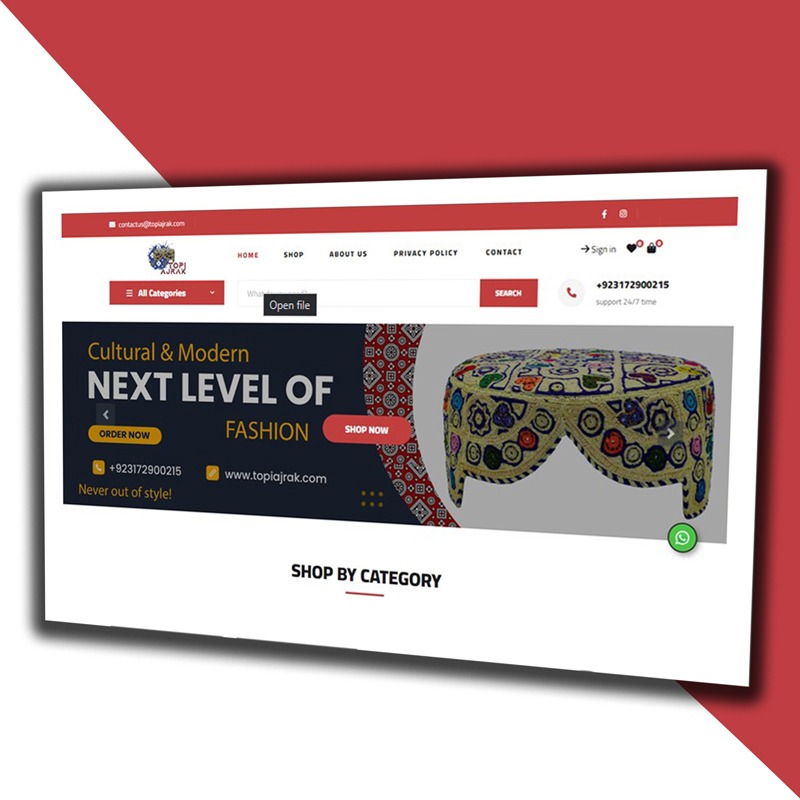 contactus@topiajrak.com
TOPI
AJRAK
HOME SHOP ABOUT US PRIVACY POLICY CONTACT
Sign in 0 0
All Categories
SEARCH
+923172900215
support 24/7 time
Open file
Cultural & Modern
NEXT LEVEL OF
FASHION
ORDER NOW
SHOP NOW
+923172900215 www.topiajrak.com
Never out of style!
SHOP BY CATEGORY